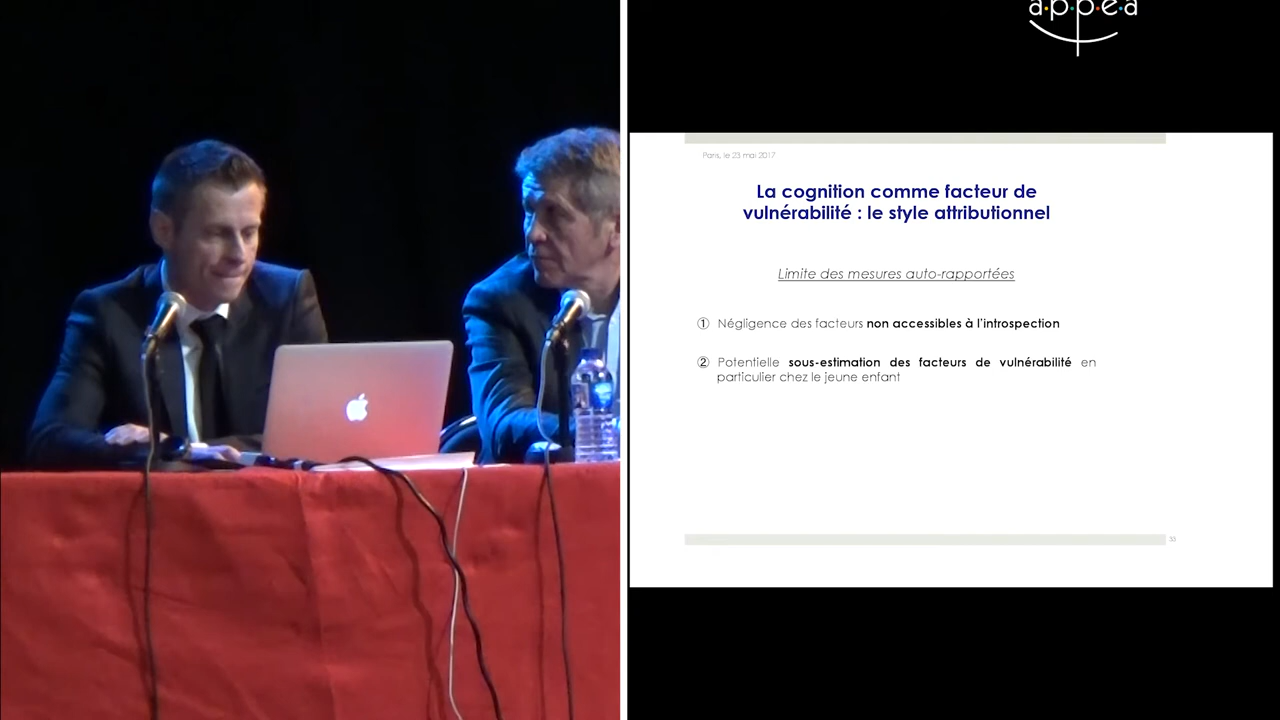 appea
Paris, le 23 mai 2017
La cognition comme facteur de
vulnérabilité : le style attributionnel
Limite des mesures auto-rapportées
① Négligence des facteurs non accessibles à l'introspection
② Potentielle sous-estimation des facteurs de vulnérabilité en
particulier chez le jeune enfant
33